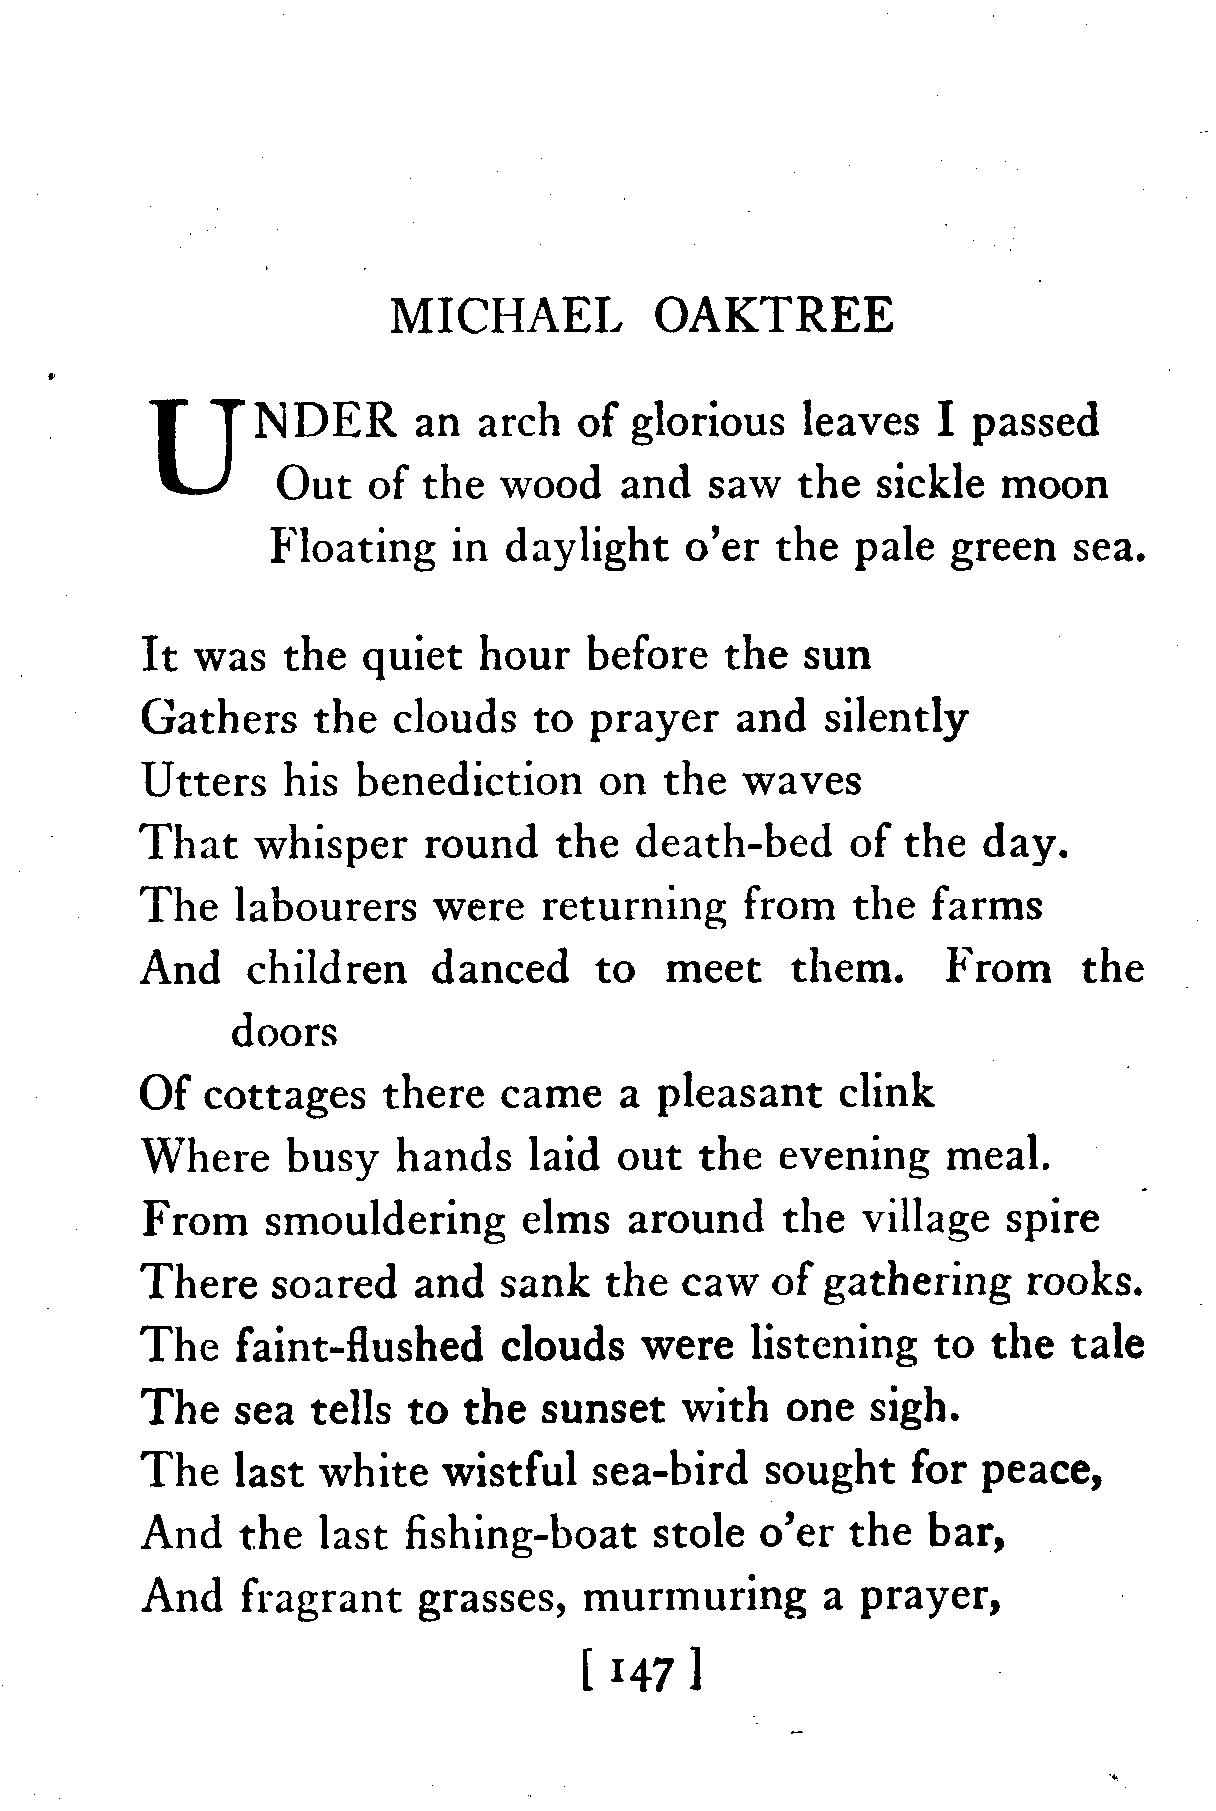 MICHAEL OAKTREE
UNDER an arch of glorious leaves I passed
Out of the wood and saw the sickle moon
Floating in daylight o'er the pale green sea.
It was the quiet hour before the sun
Gathers the clouds to prayer and silently
Utters his benediction on the waves
That whisper round the death-bed of the day.
The labourers were returning from the farms
And children danced to meet them. From the
doors
Of cottages there came a pleasant clink
Where busy hands laid out the evening meal.
From smouldering elms around the village spire
There soared and sank the caw of gathering rooks.
The faint-flushed clouds were listening to the tale
The sea tells to the sunset with one sigh.
The last white wistful sea-bird sought for peace,
And the last fishing-boat stole o'er the bar,
And fragrant grasses, murmuring a prayer,
[ 147 ]